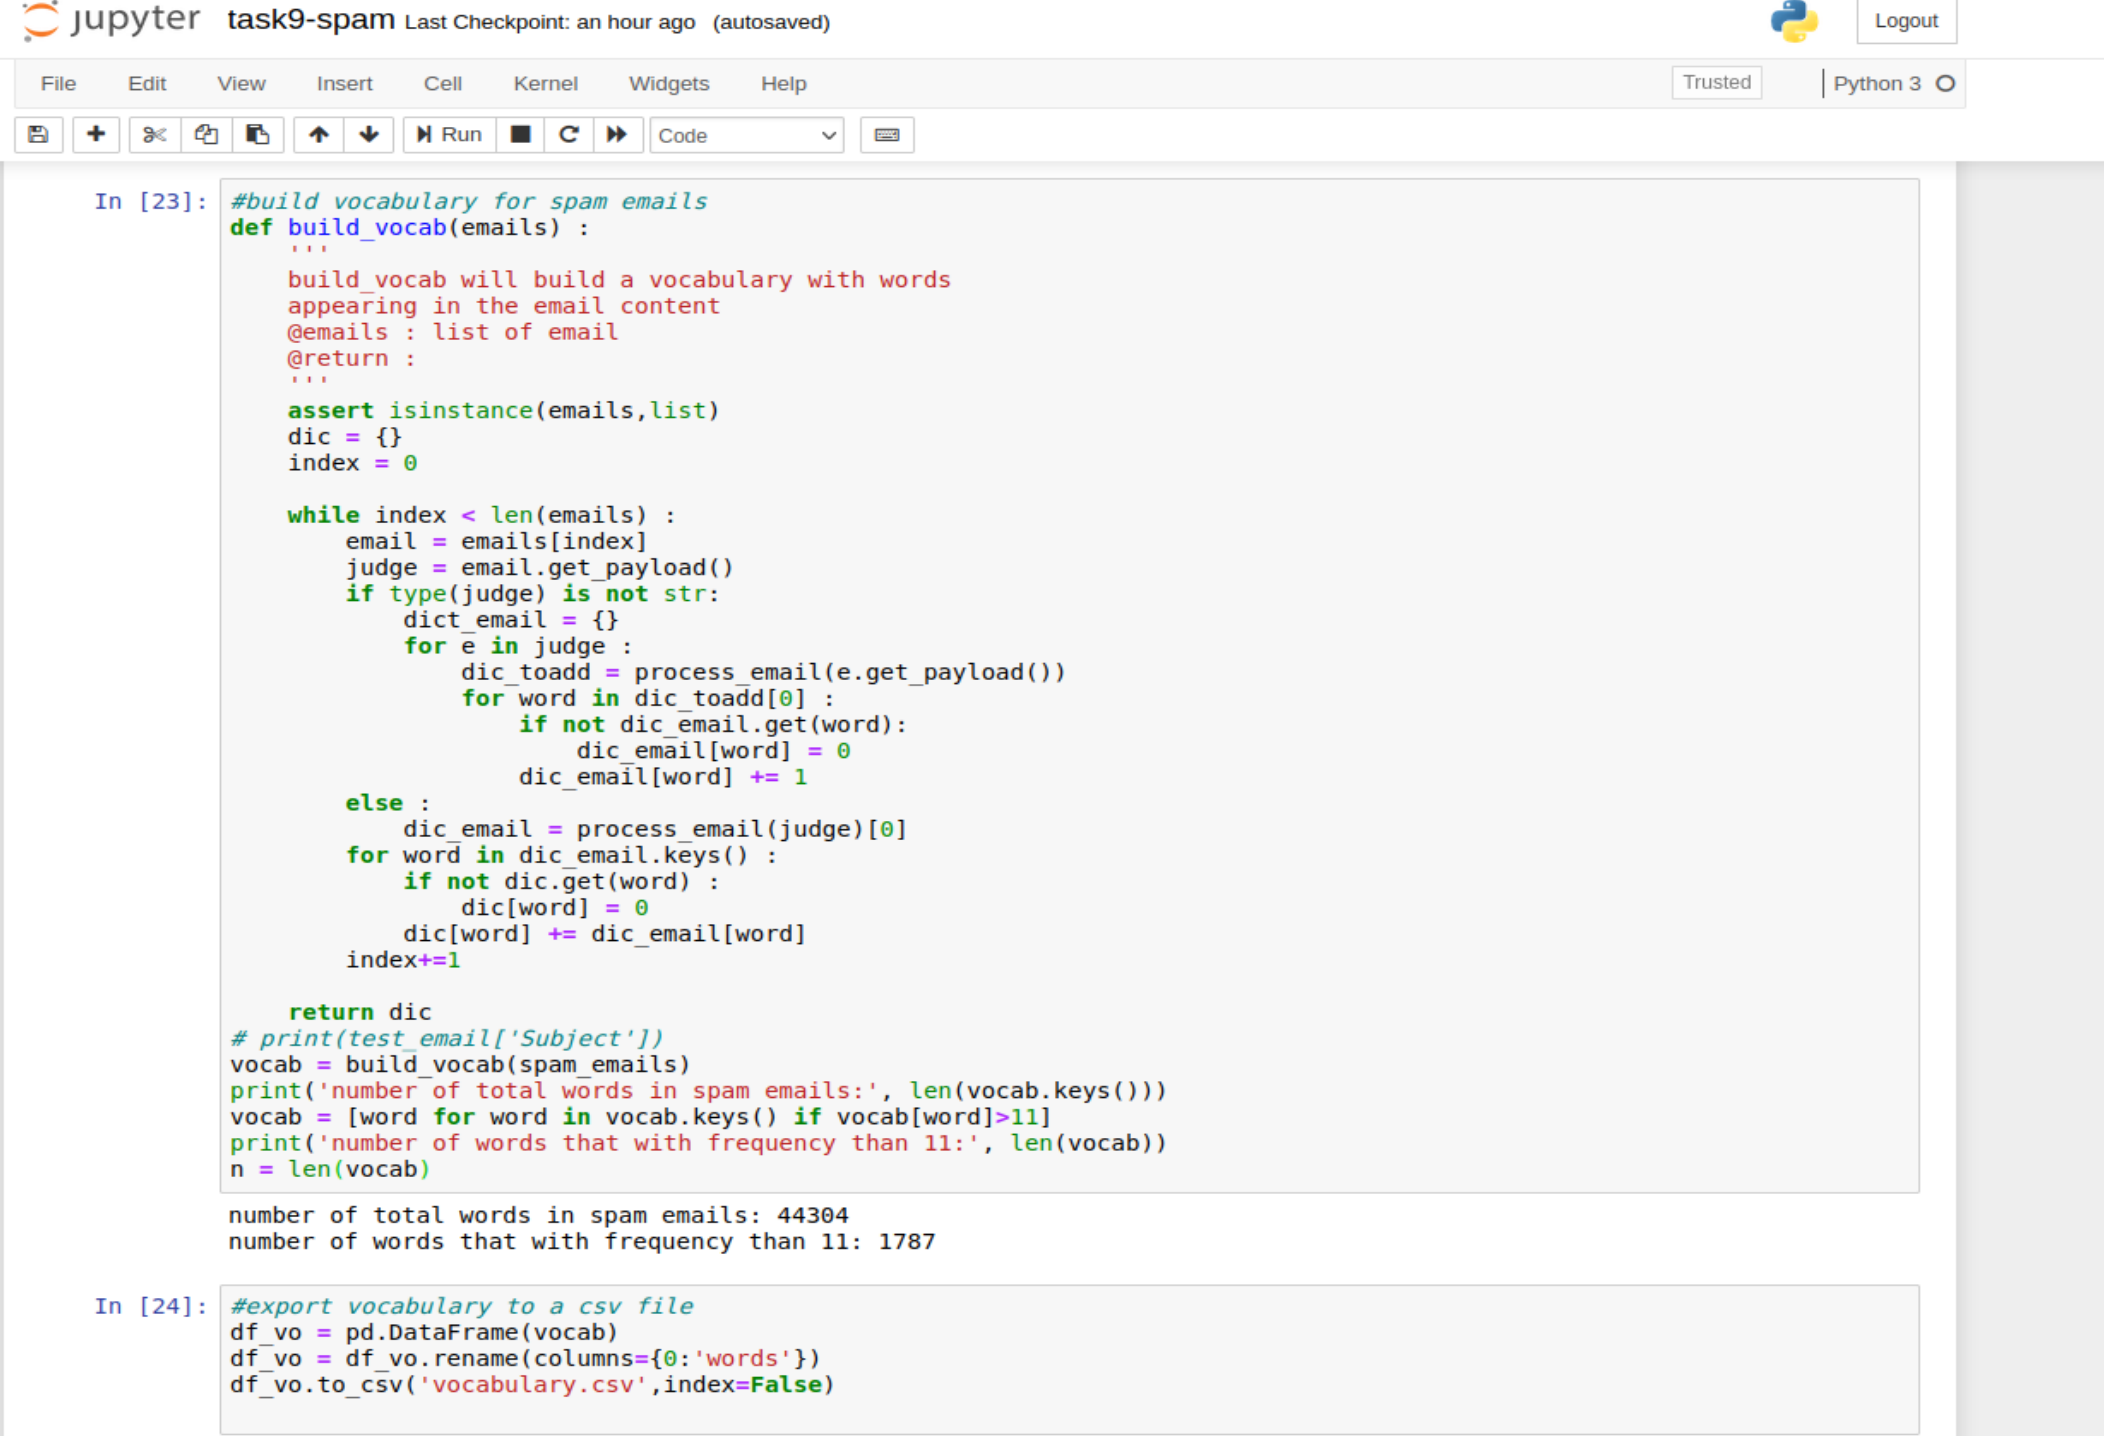 jupyter task9-spam Last Checkpoint: an hour ago (autosaved) Logout
File Edit View Insert Cell Kernel Widgets Help Trusted Python 3
Run Code
In [23]: #build vocabulary for spam emails
def build_vocab(emails) :
    '''
    build_vocab will build a vocabulary with words
    appearing in the email content
    @emails : list of email
    @return :
    '''
    assert isinstance(emails,list)
    dic = {}
    index = 0
    while index < len(emails) :
        email = emails[index]
        judge = email.get_payload()
        if type(judge) is not str:
            dict_email = {}
            for e in judge :
                dic_toadd = process_email(e.get_payload())
                for word in dic_toadd[0] :
                    if not dic_email.get(word):
                        dic_email[word] = 0
                    dic_email[word] += 1
        else :
            dic_email = process_email(judge)[0]
        for word in dic_email.keys() :
            if not dic.get(word) :
                dic[word] = 0
            dic[word] += dic_email[word]
        index+=1
    return dic
# print(test_email['Subject'])
vocab = build_vocab(spam_emails)
print('number of total words in spam emails:', len(vocab.keys()))
vocab = [word for word in vocab.keys() if vocab[word]>11]
print('number of words that with frequency than 11:', len(vocab))
n = len(vocab)
number of total words in spam emails: 44304
number of words that with frequency than 11: 1787
In [24]: #export vocabulary to a csv file
df_vo = pd.DataFrame(vocab)
df_vo = df_vo.rename(columns={0:'words'})
df_vo.to_csv('vocabulary.csv',index=False)